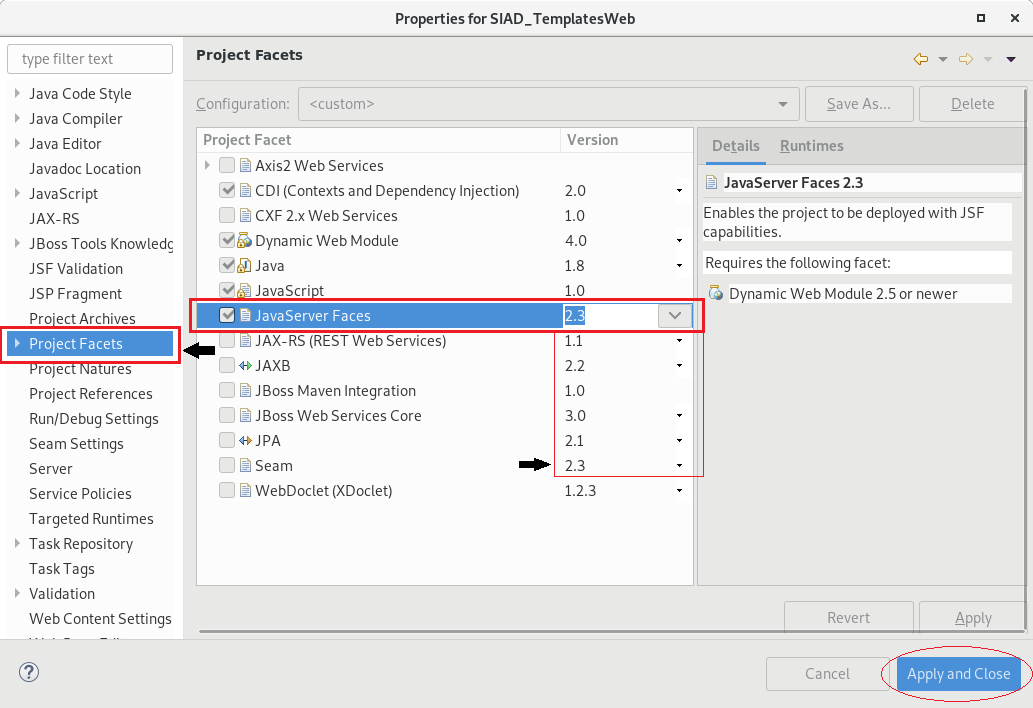 Properties for SIAD_TemplatesWeb
type filter text
Java Code Style
Java Compiler
Java Editor
Javadoc Location
JavaScript
JAX-RS
JBoss Tools Knowledg
JSF Validation
JSP Fragment
Project Archives
Project Facets
Project Natures
Project References
Run/Debug Settings
Seam Settings
Server
Service Policies
Targeted Runtimes
Task Repository
Task Tags
Validation
Web Content Settings
Project Facets
Configuration: <custom> Save As... Delete
Project Facet Version
Axis2 Web Services
CDI (Contexts and Dependency Injection) 2.0
CXF 2.x Web Services 1.0
Dynamic Web Module 4.0
Java 1.8
JavaScript 1.0
JavaServer Faces 2.3
JAX-RS (REST Web Services) 1.1
JAXB 2.2
JBoss Maven Integration 1.0
JBoss Web Services Core 3.0
JPA 2.1
Seam 2.3
WebDoclet (XDoclet) 1.2.3
Details Runtimes
JavaServer Faces 2.3
Enables the project to be deployed with JSF
capabilities.
Requires the following facet:
Dynamic Web Module 2.5 or newer
Revert Apply
? Cancel Apply and Close